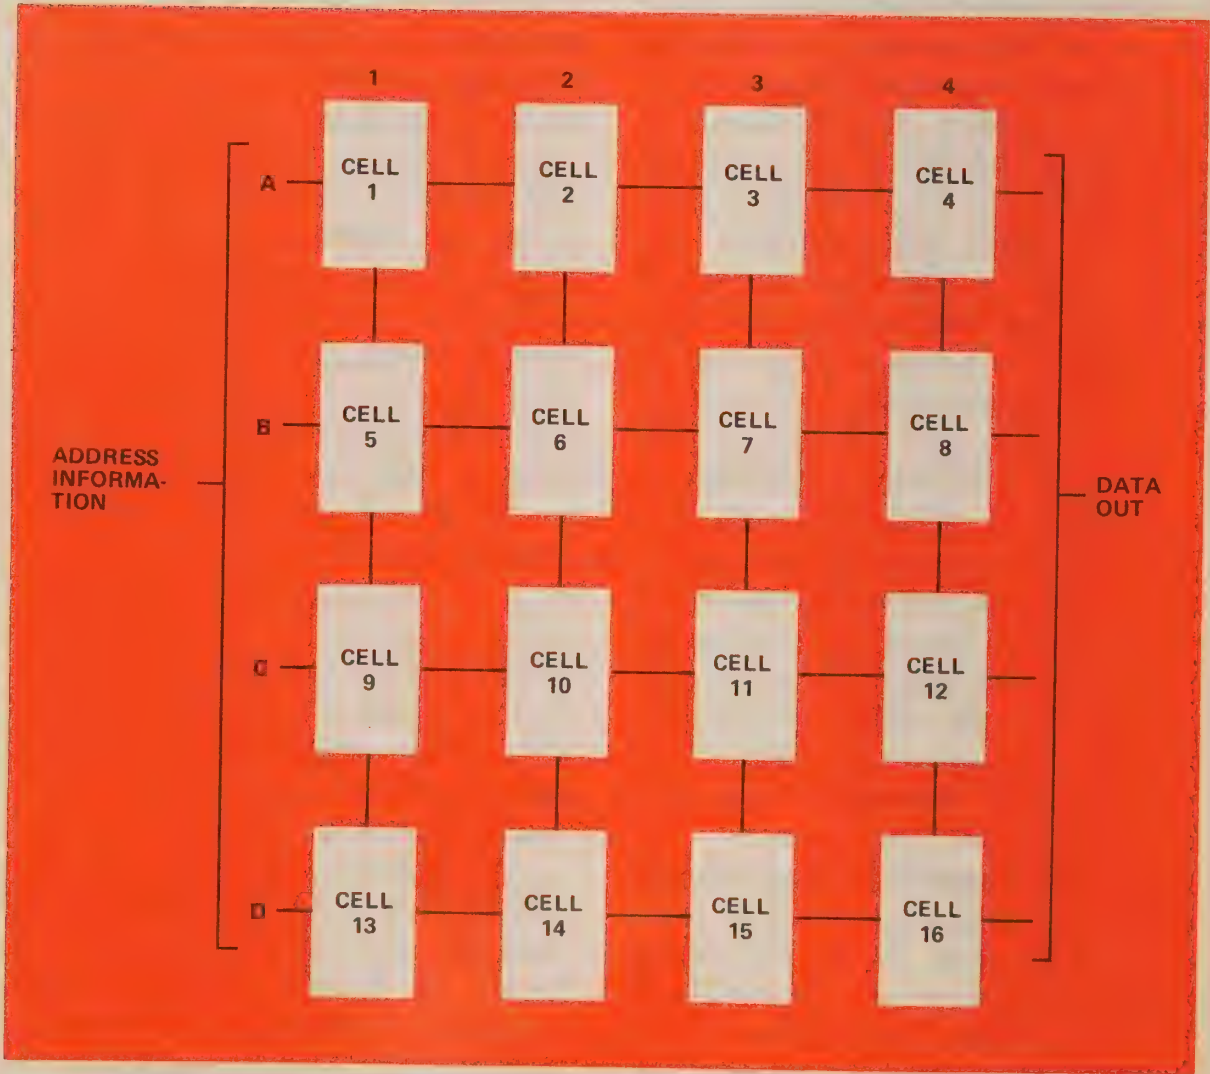 1 2 3 4
A
CELL
1
CELL
2
CELL
3
CELL
4
B
CELL
5
CELL
6
CELL
7
CELL
8
ADDRESS
INFORMA-
TION
DATA
OUT
C
CELL
9
CELL
10
CELL
11
CELL
12
D
CELL
13
CELL
14
CELL
15
CELL
16